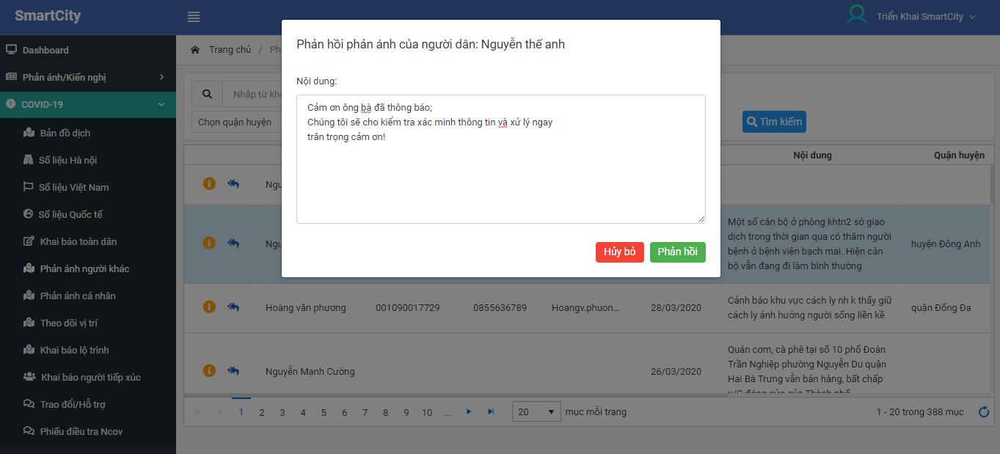 SmartCity
Triển Khai SmartCity
Dashboard
Phản ánh/Kiến nghị
COVID-19
Bản đồ dịch
Số liệu Hà nội
Số liệu Việt Nam
Số liệu Quốc tế
Khai báo toàn dân
Phản ánh người khác
Phản ánh cá nhân
Theo dõi vị trí
Khai báo lộ trình
Khai báo người tiếp xúc
Trao đổi/Hỗ trợ
Phiếu điều tra Ncov
Trang chủ / Ph
Nhập từ kh
Chọn quận huyện
Tìm kiếm
Phản hồi phản ánh của người dân: Nguyễn thế anh
Nội dung:
Cảm ơn ông bà đã thông báo;
Chúng tôi sẽ cho kiểm tra xác minh thông tin và xử lý ngay
trân trọng cảm ơn!
Hủy bỏ Phản hồi
Nội dung Quận huyện
Ngu
Ngu
Một số cán bộ ở phòng khtn2 sở giao
dịch trong thời gian qua có thăm người
bệnh ở bệnh viện bạch mai. Hiện cán
bộ vẫn đang đi làm bình thường
huyện Đông Anh
Hoàng văn phương 001090017729 0855636789 Hoangv.phuon... 28/03/2020
Cảnh báo khu vực cách ly nh k thấy giữ
cách ly ảnh hưởng người sống liền kề
quận Đống Đa
Nguyễn Mạnh Cường 26/03/2020
Quán cơm, cà phê tại số 10 phố Đoàn
Trần Nghiệp phường Nguyễn Du quận
Hai Bà Trưng vẫn bán hàng, bất chấp
1 2 3 4 5 6 7 8 9 10 ... 20 mục mỗi trang
1 - 20 trong 388 mục